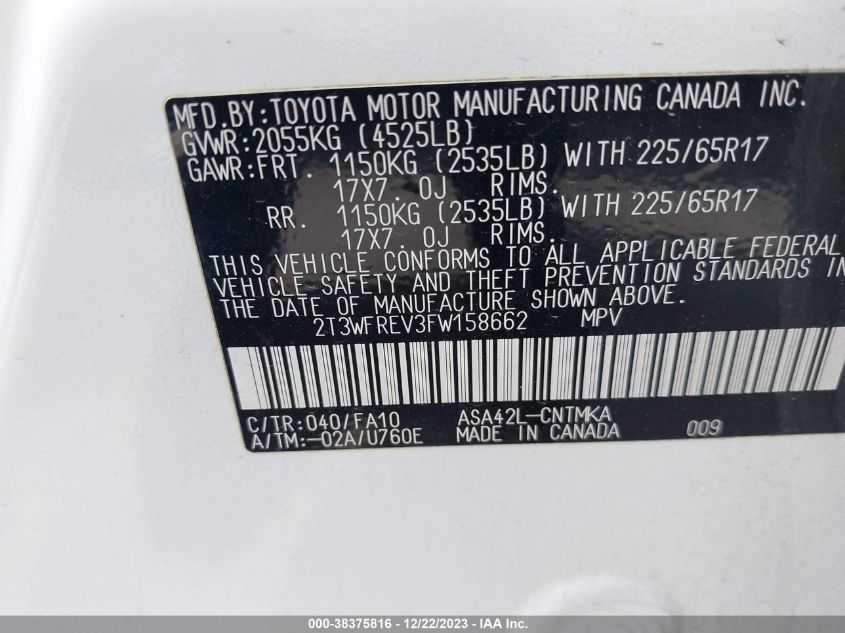 MFD.BY:TOYOTA MOTOR MANUFACTURING CANADA INC.
GVWR:2055KG (4525LB)
GAWR:FRT. 1150KG (2535LB) WITH 225/65R17
17X7.0J RIMS.
RR. 1150KG (2535LB) WITH 225/65R17
17X7.0J RIMS.
THIS VEHICLE CONFORMS TO ALL APPLICABLE FEDERAL
VEHICLE SAFETY AND THEFT PREVENTION STANDARDS IN
THE DATE OF MANUFACTURE SHOWN ABOVE.
2T3WFREV3FW158662 MPV
C/TR:040/FA10 ASA42L-CNTMKA
A/TM:-02A/U760E MADE IN CANADA 009
000-38375816 - 12/22/2023 - IAA Inc.